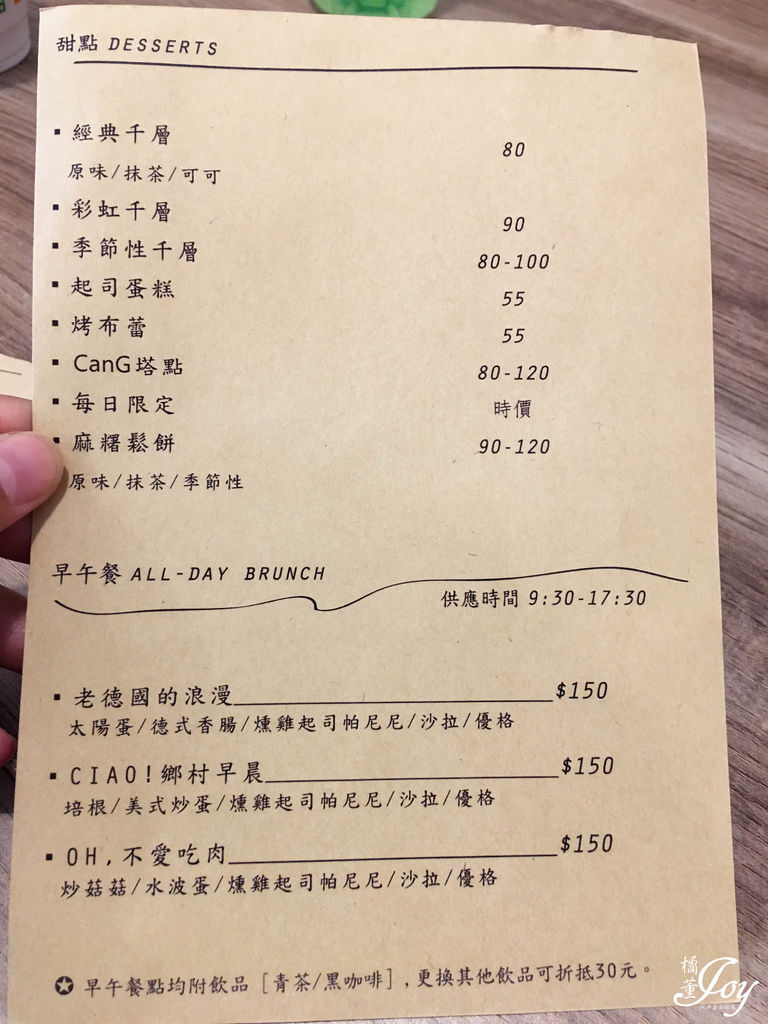 甜點 DESSERTS
▪ 經典千層 80
原味/抹茶/可可
▪ 彩虹千層 90
▪ 季節性千層 80-100
▪ 起司蛋糕 55
▪ 烤布蕾 55
▪ CanG塔點 80-120
▪ 每日限定 時價
▪ 麻糬鬆餅 90-120
原味/抹茶/季節性
早午餐 ALL-DAY BRUNCH
供應時間 9:30-17:30
▪ 老德國的浪漫 $150
太陽蛋/德式香腸/燻雞起司帕尼尼/沙拉/優格
▪ CIAO!鄉村早晨 $150
培根/美式炒蛋/燻雞起司帕尼尼/沙拉/優格
▪ OH,不愛吃肉 $150
炒菇菇/水波蛋/燻雞起司帕尼尼/沙拉/優格
✪ 早午餐點均附飲品［青茶/黑咖啡］,更換其他飲品可折抵30元。
橘董Joy